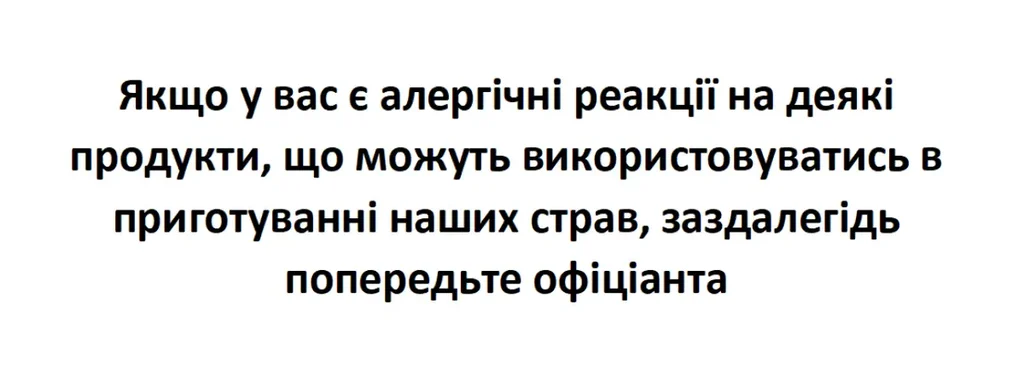 Якщо у вас є алергічні реакції на деякі
продукти, що можуть використовуватись в
приготуванні наших страв, заздалегідь
попередьте офіціанта